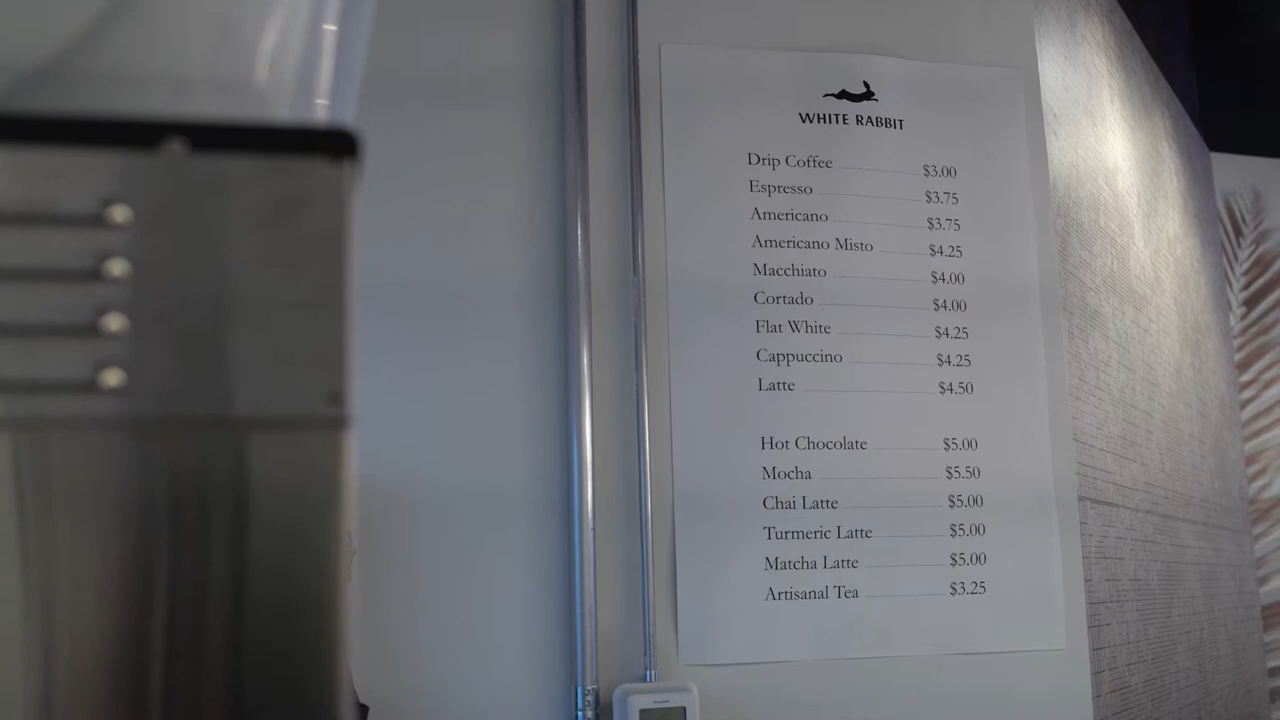 WHITE RABBIT
Drip Coffee $3.00
Espresso $3.75
Americano $3.75
Americano Misto $4.25
Macchiato $4.00
Cortado $4.00
Flat White $4.25
Cappuccino $4.25
Latte $4.50
Hot Chocolate $5.00
Mocha $5.50
Chai Latte $5.00
Turmeric Latte $5.00
Matcha Latte $5.00
Artisanal Tea $3.25